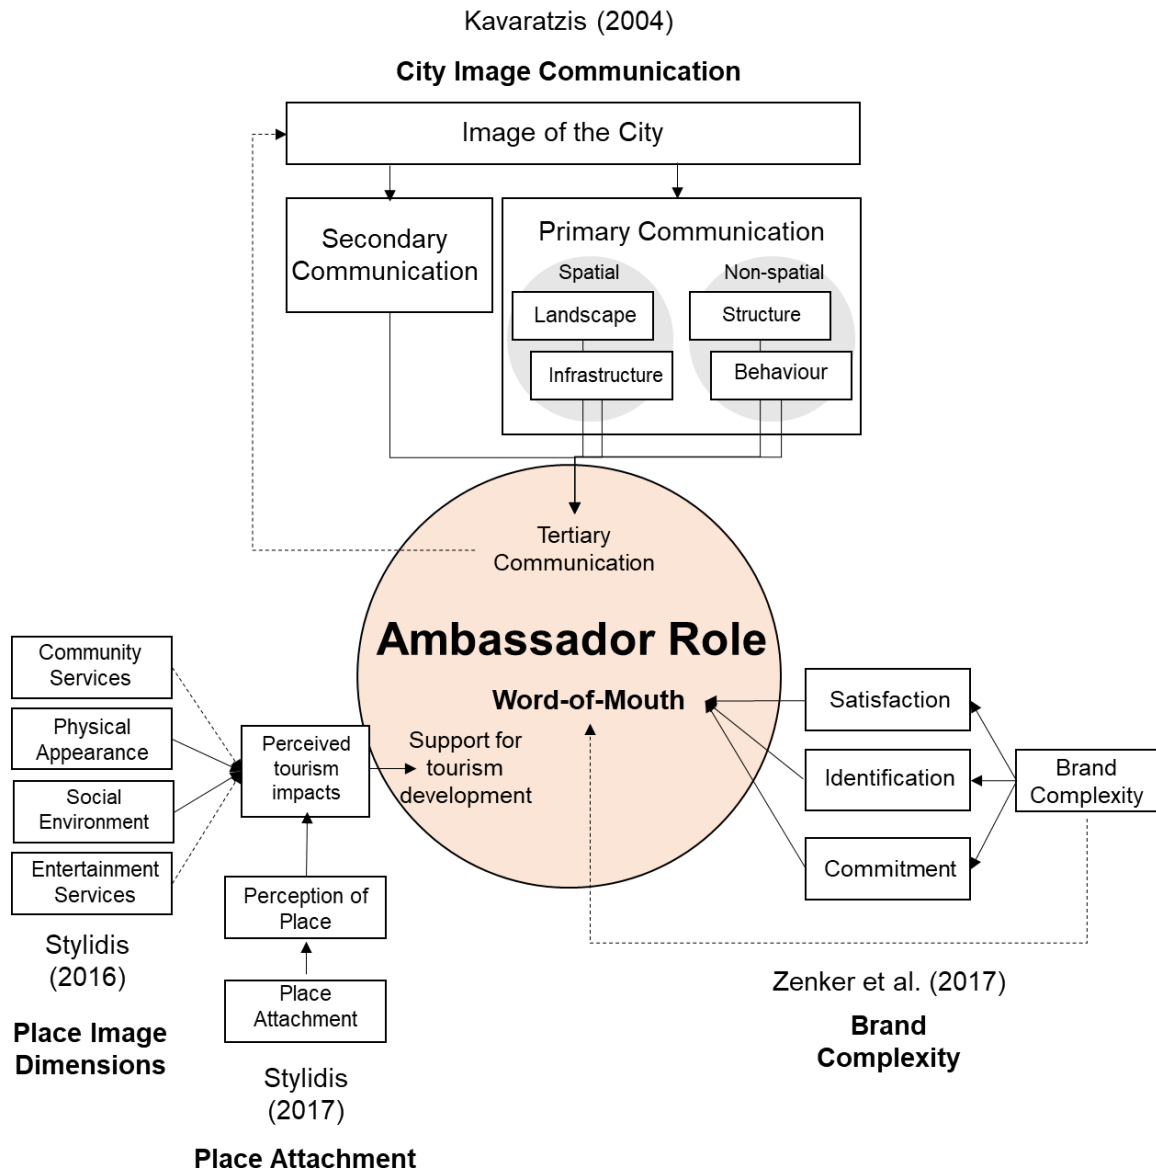 Kavaratzis (2004)
City Image Communication
Image of the City
Secondary
Communication
Primary Communication
Spatial
Landscape
Infrastructure
Non-spatial
Structure
Behaviour
Tertiary
Communication
Ambassador Role
Word-of-Mouth
Support for
tourism
development
Community
Services
Physical
Appearance
Social
Environment
Entertainment
Services
Stylidis
(2016)
Place Image
Dimensions
Perceived
tourism
impacts
Perception of
Place
Place
Attachment
Stylidis
(2017)
Place Attachment
Satisfaction
Identification
Commitment
Brand
Complexity
Zenker et al. (2017)
Brand
Complexity